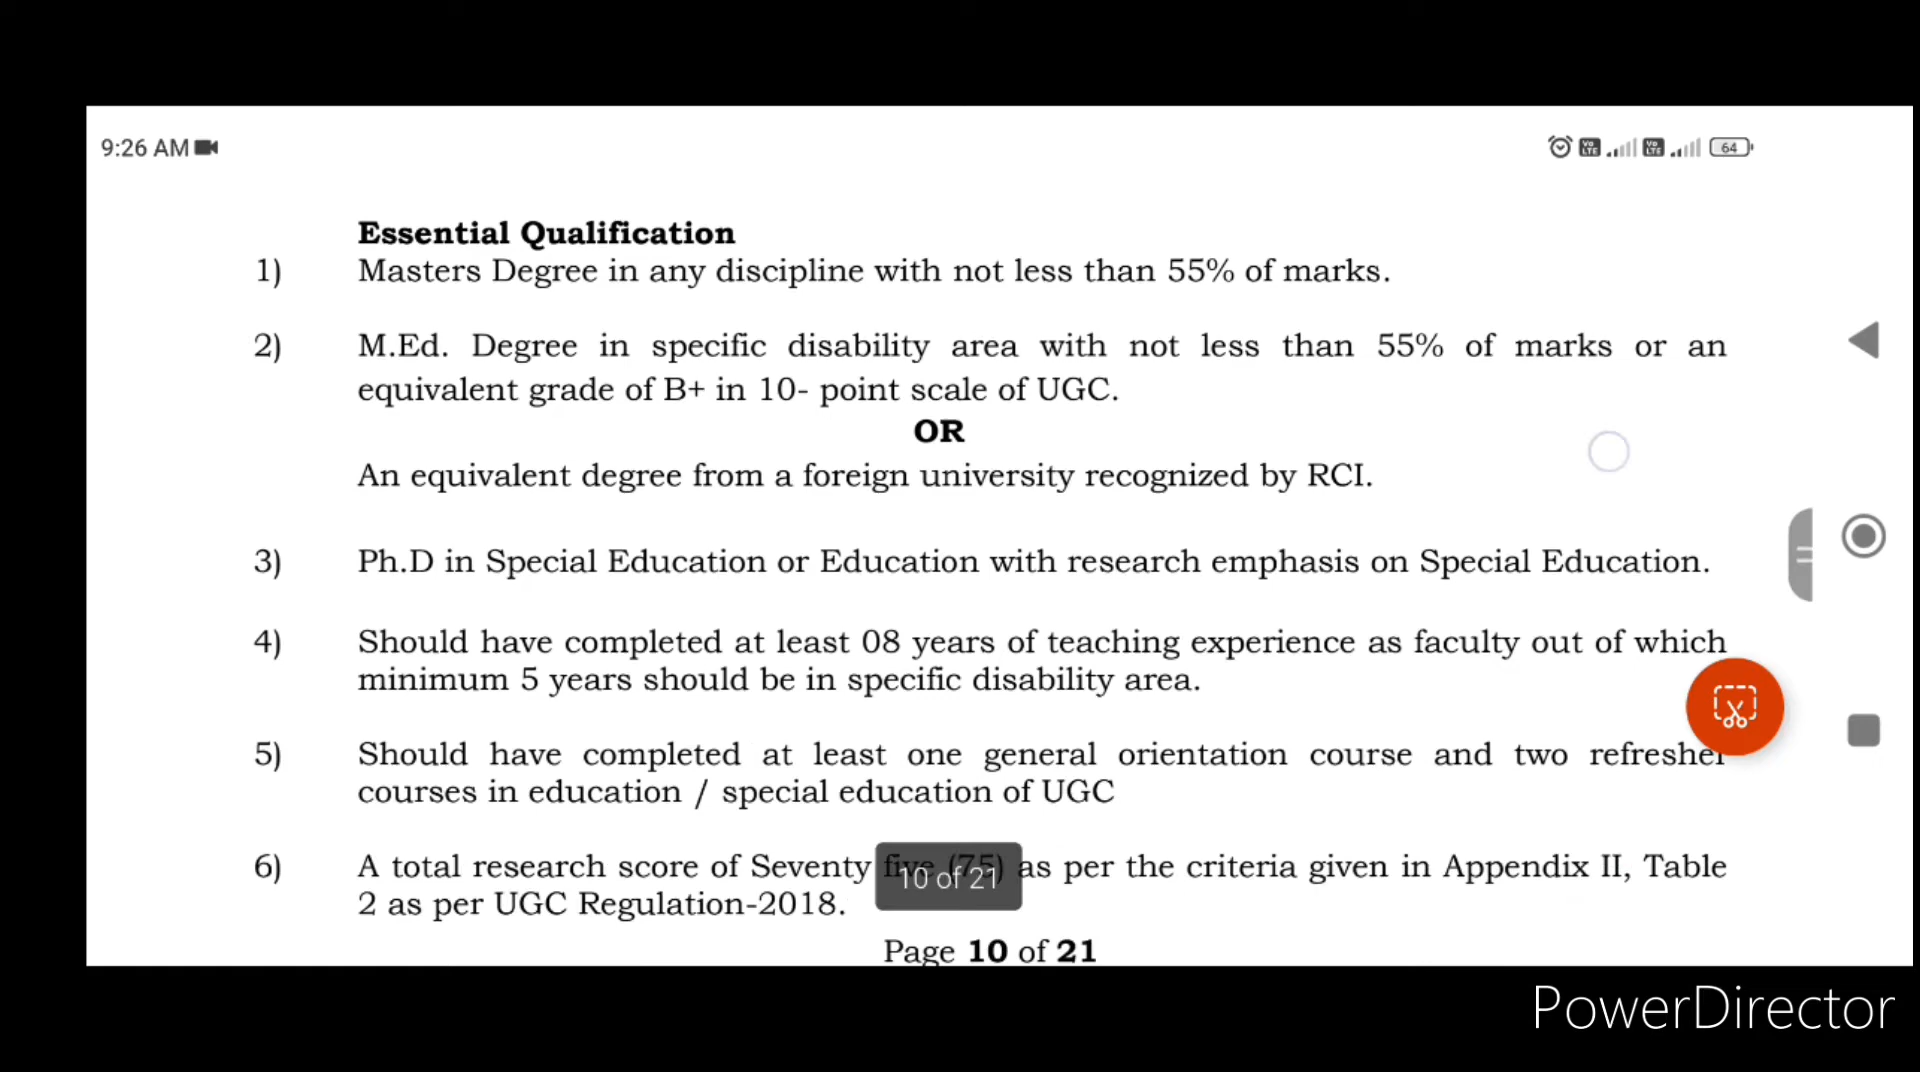 9:26 AM
64
Essential Qualification
1) Masters Degree in any discipline with not less than 55% of marks.
2) M.Ed. Degree in specific disability area with not less than 55% of marks or an
equivalent grade of B+ in 10- point scale of UGC.
OR
An equivalent degree from a foreign university recognized by RCI.
3) Ph.D in Special Education or Education with research emphasis on Special Education.
4) Should have completed at least 08 years of teaching experience as faculty out of which
minimum 5 years should be in specific disability area.
5) Should have completed at least one general orientation course and two refresher
courses in education / special education of UGC
6) A total research score of Seventy five (75) as per the criteria given in Appendix II, Table
2 as per UGC Regulation-2018.
10 of 21
Page 10 of 21
PowerDirector